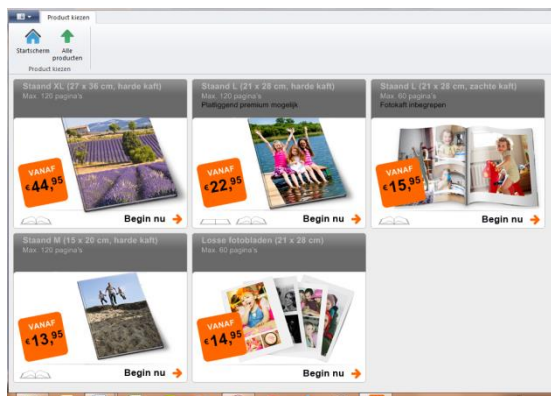 Product kiezen
Startscherm
Alle
producten
Product kiezen
Staand XL (27 x 36 cm, harde kaft)
Max. 120 pagina's
VANAF
€44,95
Begin nu
Staand L (21 x 28 cm, harde kaft)
Max. 120 pagina's
Platliggend premium mogelijk
VANAF
€22,95
Begin nu
Staand L (21 x 28 cm, zachte kaft)
Max. 60 pagina's
Fotokaft inbegrepen
VANAF
€15,95
Begin nu
Staand M (15 x 20 cm, harde kaft)
Max. 120 pagina's
VANAF
€13,95
Begin nu
Losse fotobladen (21 x 28 cm)
Max. 60 pagina's
VANAF
€14,95
Begin nu